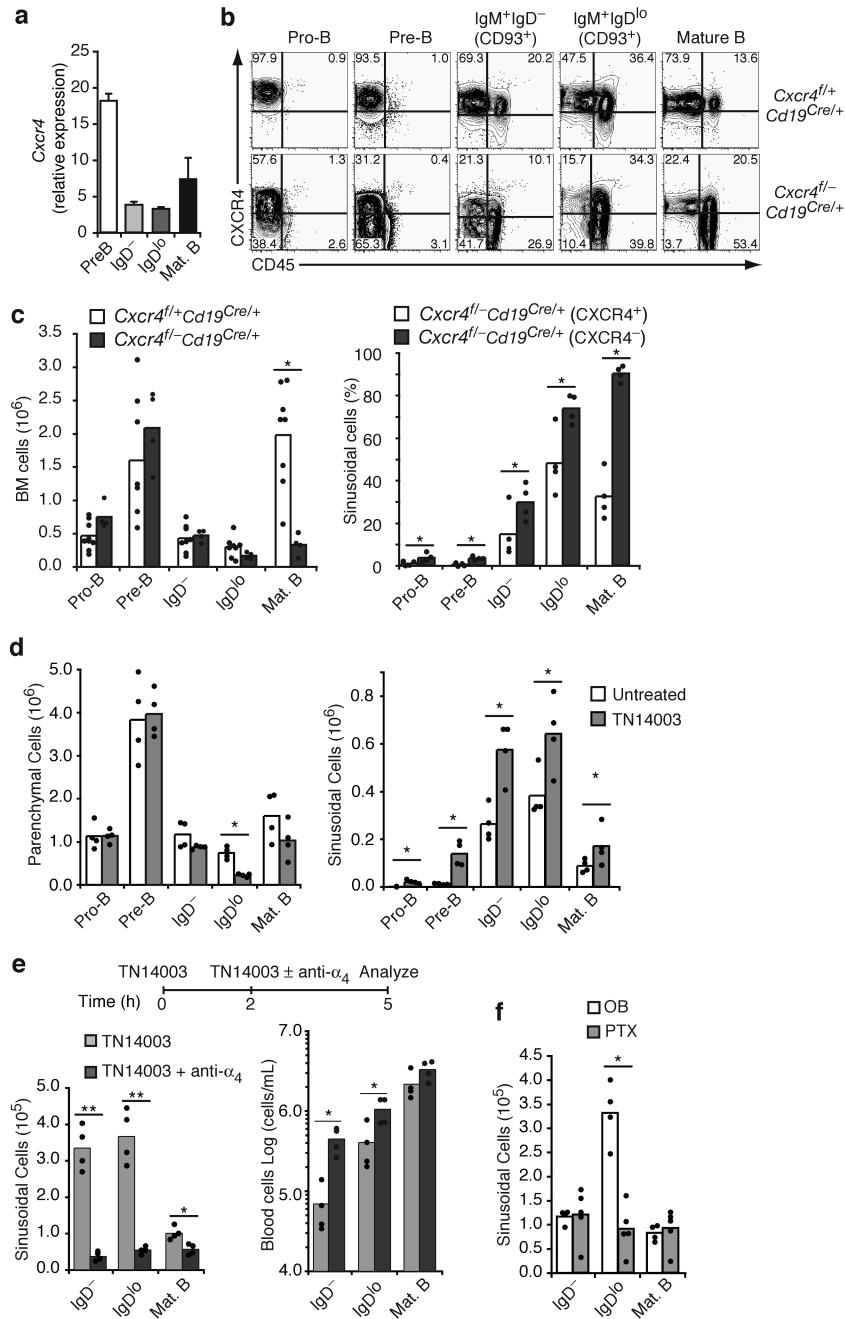 a
25
20
15
10
5
0
Cxcr4
(relative expression)
PreB
IgD–
IgDlo
Mat. B
b
Pro-B
Pre-B
IgM+IgD–
(CD93+)
IgM+IgDlo
(CD93+)
Mature B
97.9 0.9
93.5 1.0
69.3 20.2
47.5 36.4
73.9 13.6
Cxcr4f/+
Cd19Cre/+
57.6 1.3
31.2 0.4
21.3 10.1
15.7 34.3
22.4 20.5
Cxcr4f/–
Cd19Cre/+
38.4 2.6
65.3 3.1
41.7 26.9
10.4 39.8
3.7 53.4
CXCR4
CD45
c
Cxcr4f/+Cd19Cre/+
Cxcr4f/–Cd19Cre/+
3.5
3.0
2.5
2.0
1.5
1.0
0.5
0.0
BM cells (106)
*
Pro-B
Pre-B
IgD–
IgDlo
Mat. B
Cxcr4f/–Cd19Cre/+ (CXCR4+)
Cxcr4f/–Cd19Cre/+ (CXCR4–)
100
80
60
40
20
0
Sinusoidal cells (%)
* * * * *
Pro-B
Pre-B
IgD–
IgDlo
Mat. B
d
5.0
4.0
3.0
2.0
1.0
0.0
Parenchymal Cells (106)
*
Pro-B
Pre-B
IgD–
IgDlo
Mat. B
0.8
0.6
0.4
0.2
0.0
Sinusoidal Cells (106)
* * * * *
Untreated
TN14003
Pro-B
Pre-B
IgD–
IgDlo
Mat. B
e
TN14003 TN14003 ± anti-α4 Analyze
Time (h) 0 2 5
TN14003
TN14003 + anti-α4
5.0
4.0
3.0
2.0
1.0
0.0
Sinusoidal Cells (105)
** ** *
IgD–
IgDlo
Mat. B
7.0
6.0
5.0
4.0
Blood cells Log (cells/mL)
* *
IgD–
IgDlo
Mat. B
f
OB
PTX
4.5
4.0
3.5
3.0
2.5
2.0
1.5
1.0
0.5
0.0
Sinusoidal Cells (105)
*
IgD–
IgDlo
Mat. B